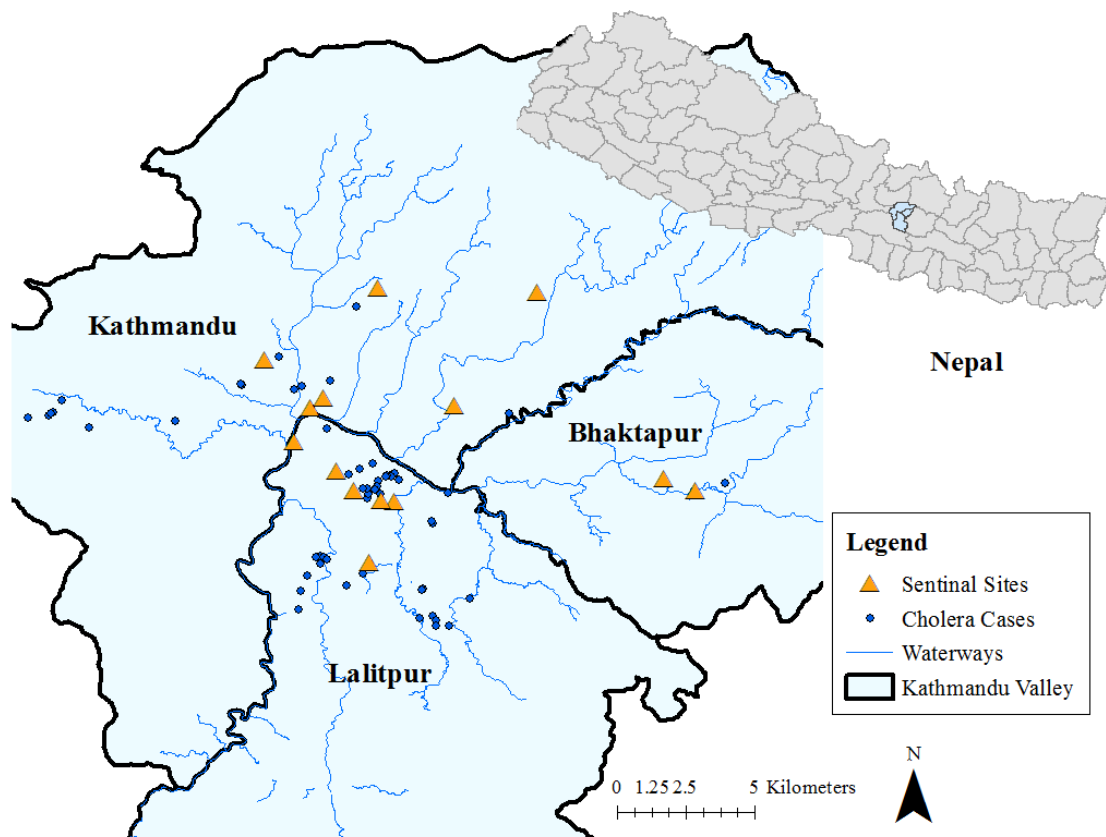 Kathmandu
Nepal
Bhaktapur
Lalitpur
Legend
Sentinal Sites
Cholera Cases
Waterways
Kathmandu Valley
N
0 1.25 2.5 5 Kilometers